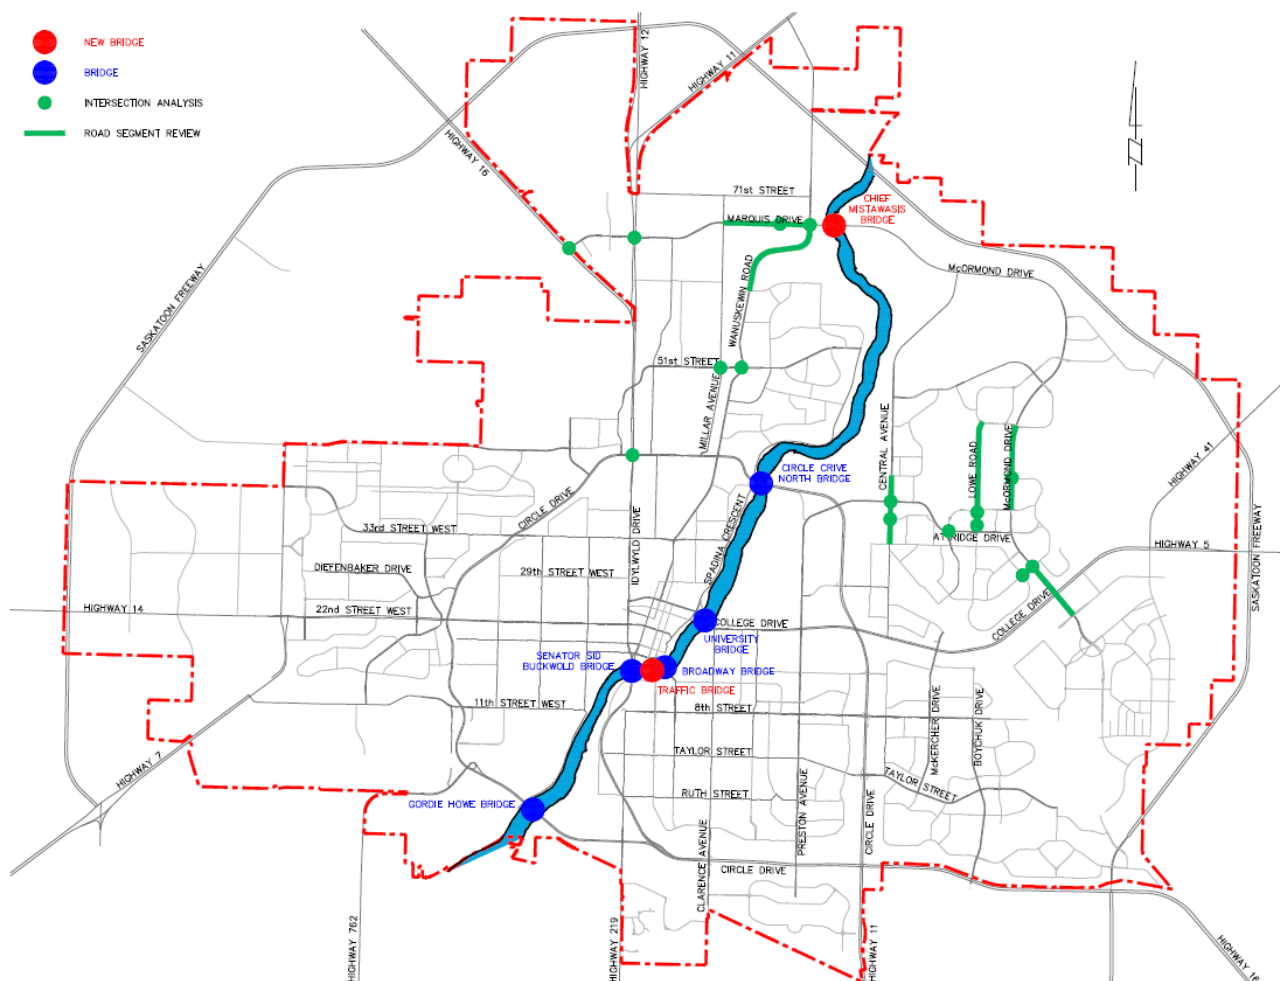 NEW BRIDGE
BRIDGE
INTERSECTION ANALYSIS
ROAD SEGMENT REVIEW
HIGHWAY 12
HIGHWAY 11
HIGHWAY 16
71st STREET
CHIEF
MISTAWASIS
BRIDGE
MARQUIS DRIVE
WANUSKEWIN ROAD
McORMOND DRIVE
SASKATOON FREEWAY
51st STREET
MILLAR AVENUE
CENTRAL AVENUE
LOWE ROAD
McORMOND DRIVE
HIGHWAY 41
CIRCLE CRIVE
NORTH BRIDGE
CIRCLE DRIVE
33rd STREET WEST
IDYLWYLD DRIVE
SPADINA CRESCENT
ATTRIDGE DRIVE
HIGHWAY 5
SASKATOON FREEWAY
DIEFENBAKER DRIVE
29th STREET WEST
HIGHWAY 14
22nd STREET WEST
COLLEGE DRIVE
COLLEGE DRIVE
UNIVERSITY
BRIDGE
SENATOR SID
BUCKWOLD BRIDGE
BROADWAY BRIDGE
TRAFFIC BRIDGE
11th STREET WEST
8th STREET
McKERCHER DRIVE
BOYCHUK DRIVE
TAYLOR STREET
TAYLOR STREET
HIGHWAY 7
RUTH STREET
PRESTON AVENUE
CIRCLE DRIVE
GORDIE HOWE BRIDGE
CLARENCE AVENUE
CIRCLE DRIVE
HIGHWAY 762
HIGHWAY 219
HIGHWAY 11
HIGHWAY 16